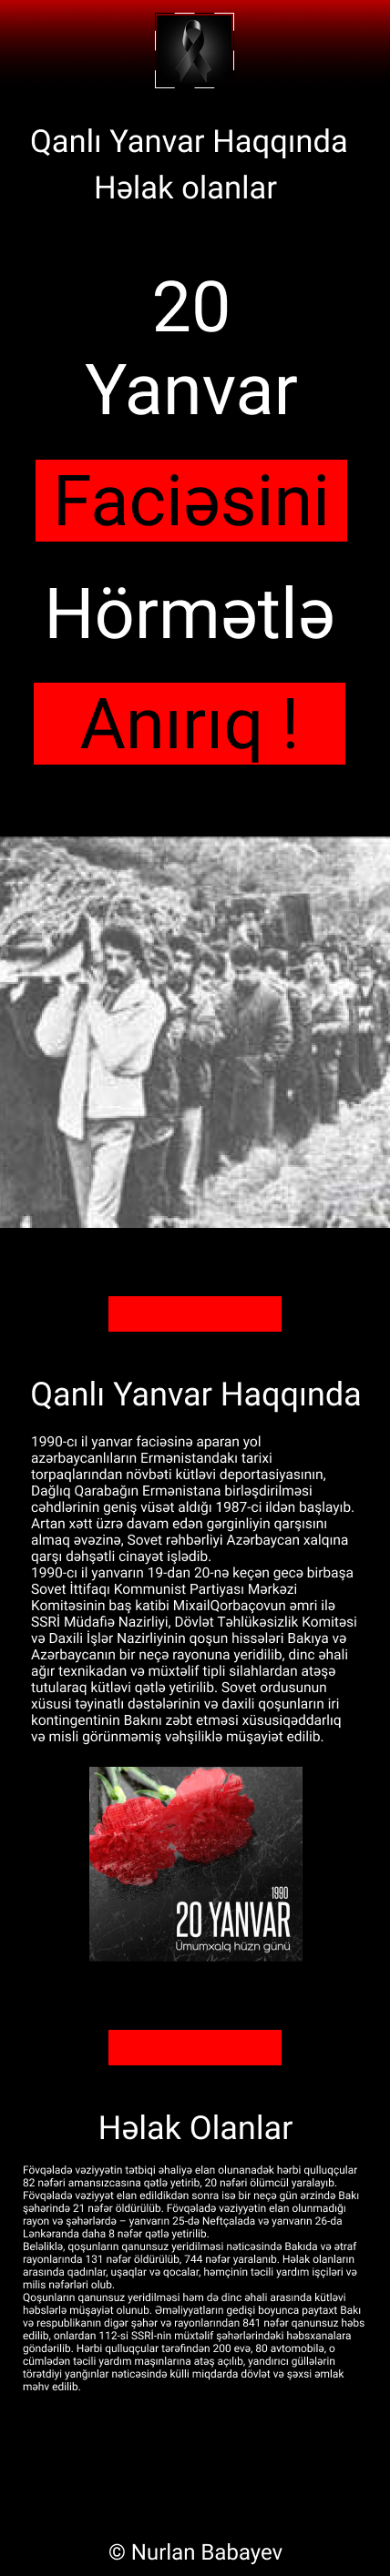 Qanlı Yanvar Haqqında
Həlak olanlar
20
Yanvar
Faciəsini
Hörmətlə
Anırıq !
Qanlı Yanvar Haqqında
1990-cı il yanvar faciəsinə aparan yol
azərbaycanlıların Ermənistandakı tarixi
torpaqlarından növbəti kütləvi deportasiyasının,
Dağlıq Qarabağın Ermənistana birləşdirilməsi
cəhdlərinin geniş vüsət aldığı 1987-ci ildən başlayıb.
Artan xətt üzrə davam edən gərginliyin qarşısını
almaq əvəzinə, Sovet rəhbərliyi Azərbaycan xalqına
qarşı dəhşətli cinayət işlədib.
1990-cı il yanvarın 19-dan 20-nə keçən gecə birbaşa
Sovet İttifaqı Kommunist Partiyası Mərkəzi
Komitəsinin baş katibi MixailQorbaçovun əmri ilə
SSRİ Müdafiə Nazirliyi, Dövlət Təhlükəsizlik Komitəsi
və Daxili İşlər Nazirliyinin qoşun hissələri Bakıya və
Azərbaycanın bir neçə rayonuna yeridilib, dinc əhali
ağır texnikadan və müxtəlif tipli silahlardan atəşə
tutularaq kütləvi qətlə yetirilib. Sovet ordusunun
xüsusi təyinatlı dəstələrinin və daxili qoşunların iri
kontingentinin Bakını zəbt etməsi xüsusiqəddarlıq
və misli görünməmiş vəhşiliklə müşayiət edilib.
1990
20 YANVAR
Ümumxalq hüzn günü
Həlak Olanlar
Fövqəladə vəziyyətin tətbiqi əhaliyə elan olunanadək hərbi qulluqçular
82 nəfəri amansızcasına qətlə yetirib, 20 nəfəri ölümcül yaralayıb.
Fövqəladə vəziyyət elan edildikdən sonra isə bir neçə gün ərzində Bakı
şəhərində 21 nəfər öldürülüb. Fövqəladə vəziyyətin elan olunmadığı
rayon və şəhərlərdə – yanvarın 25-də Neftçalada və yanvarın 26-da
Lənkəranda daha 8 nəfər qətlə yetirilib.
Beləliklə, qoşunların qanunsuz yeridilməsi nəticəsində Bakıda və ətraf
rayonlarında 131 nəfər öldürülüb, 744 nəfər yaralanıb. Həlak olanların
arasında qadınlar, uşaqlar və qocalar, həmçinin təcili yardım işçiləri və
milis nəfərləri olub.
Qoşunların qanunsuz yeridilməsi həm də dinc əhali arasında kütləvi
həbslərlə müşayiət olunub. Əməliyyatların gedişi boyunca paytaxt Bakı
və respublikanın digər şəhər və rayonlarından 841 nəfər qanunsuz həbs
edilib, onlardan 112-si SSRİ-nin müxtəlif şəhərlərindəki həbsxanalara
göndərilib. Hərbi qulluqçular tərəfindən 200 evə, 80 avtomobilə, o
cümlədən təcili yardım maşınlarına atəş açılıb, yandırıcı güllələrin
törətdiyi yanğınlar nəticəsində külli miqdarda dövlət və şəxsi əmlak
məhv edilib.
© Nurlan Babayev